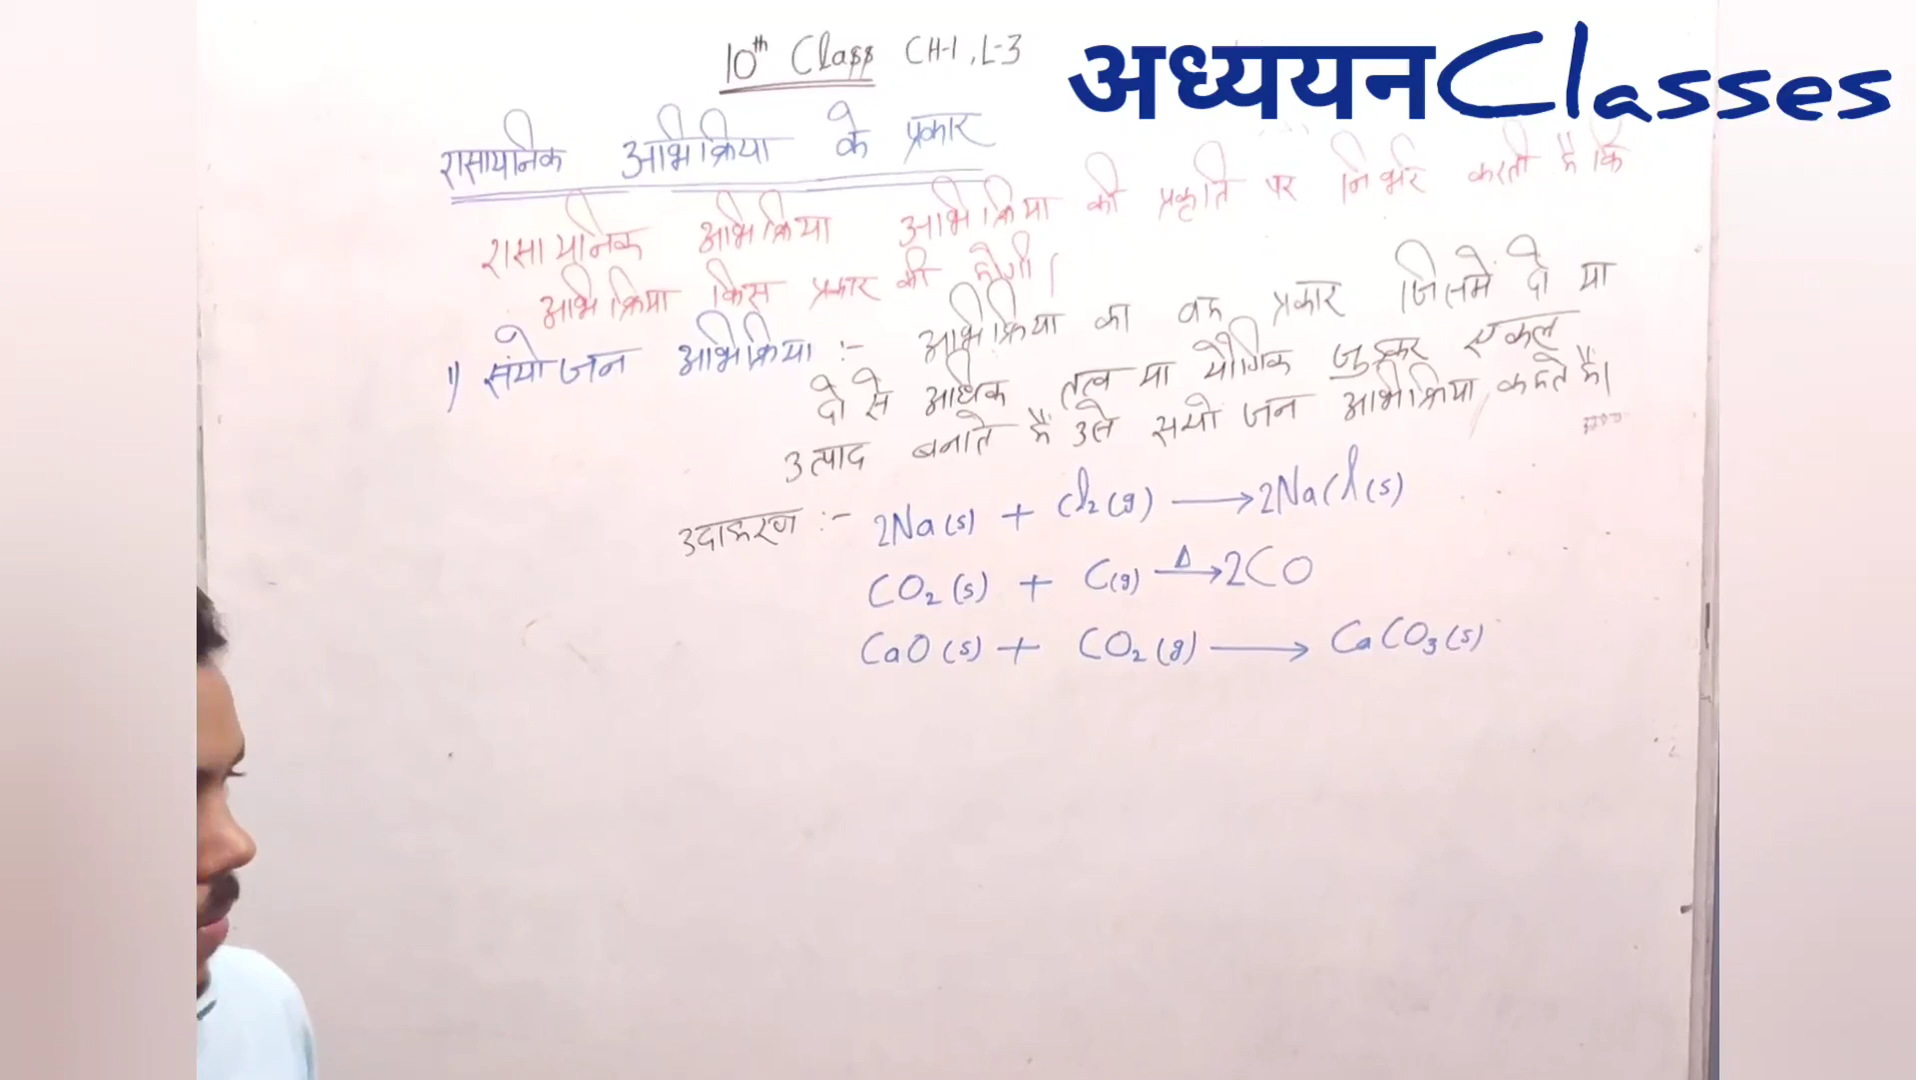 10th Class CH-1, L-3
अध्ययनClasses
रासायनिक अभिक्रिया के प्रकार
रासायनिक अभिक्रिया अभिक्रिया की प्रकृति पर निर्भर करती है कि
अभिक्रिया किस प्रकार की होगी।
1) संयोजन अभिक्रिया :- अभिक्रिया का वह प्रकार जिसमें दो या
दो से अधिक तत्व या यौगिक जुड़कर एकल
उत्पाद बनाते हैं उसे सयोजन अभिक्रिया कहते हैं।
उदाहरण :- 2Na(s) + Cl₂(g) ⟶ 2NaCl(s)
CO₂(s) + C(g) —Δ→ 2CO
CaO(s) + CO₂(g) ⟶ CaCO₃(s)